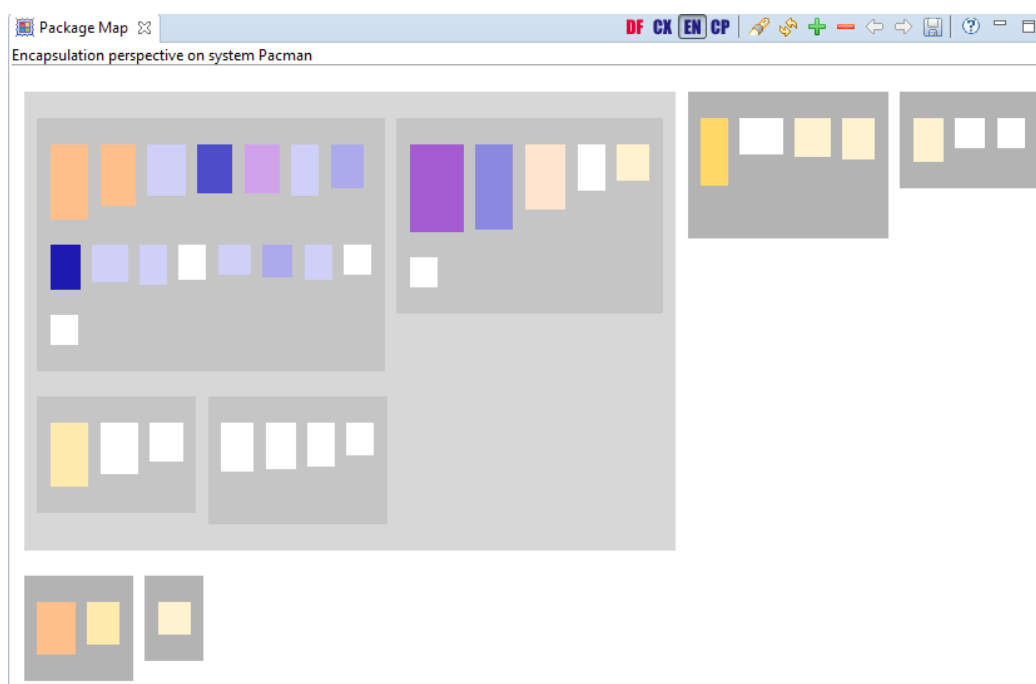 Package Map
DF CX EN CP
Encapsulation perspective on system Pacman